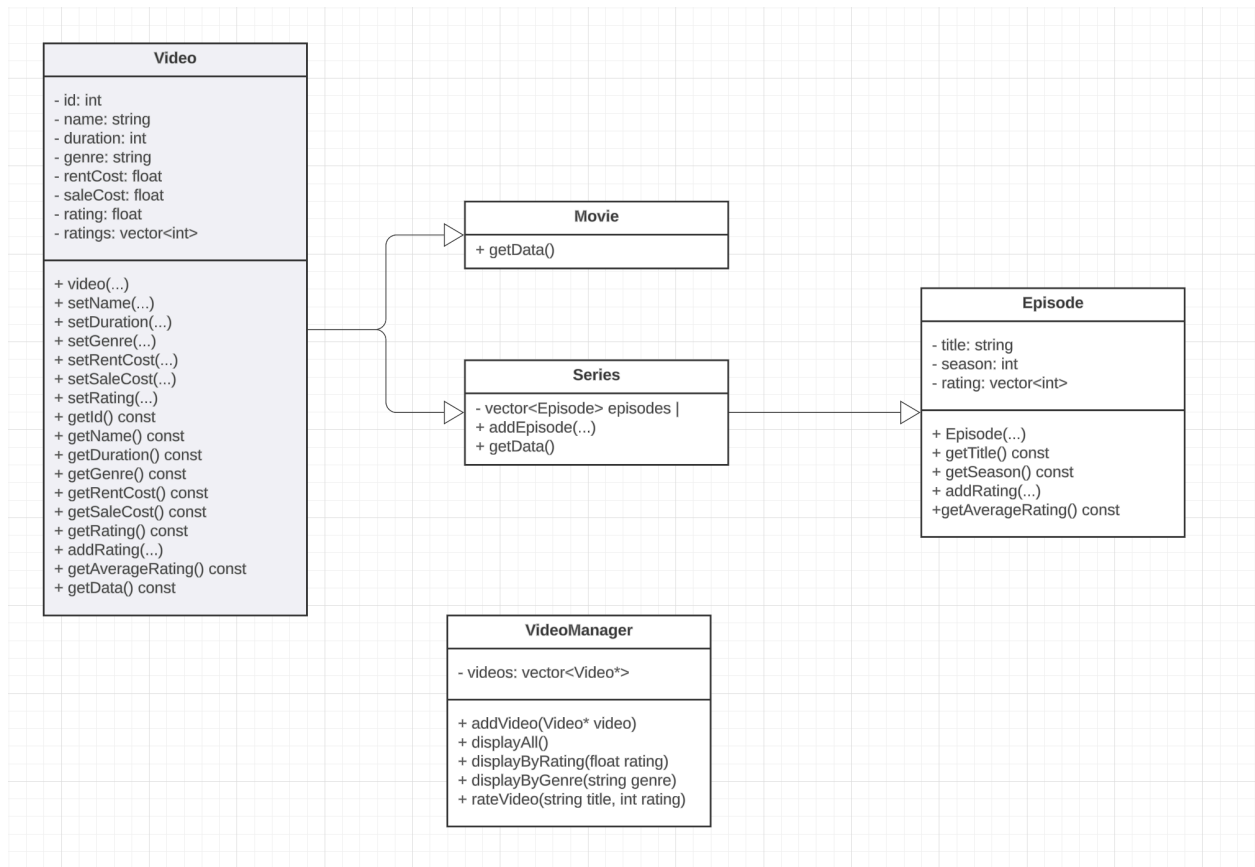 Video
- id: int
- name: string
- duration: int
- genre: string
- rentCost: float
- saleCost: float
- rating: float
- ratings: vector<int>
+ video(...)
+ setName(...)
+ setDuration(...)
+ setGenre(...)
+ setRentCost(...)
+ setSaleCost(...)
+ setRating(...)
+ getId() const
+ getName() const
+ getDuration() const
+ getGenre() const
+ getRentCost() const
+ getSaleCost() const
+ getRating() const
+ addRating(...)
+ getAverageRating() const
+ getData() const
Movie
+ getData()
Series
- vector<Episode> episodes |
+ addEpisode(...)
+ getData()
Episode
- title: string
- season: int
- rating: vector<int>
+ Episode(...)
+ getTitle() const
+ getSeason() const
+ addRating(...)
+getAverageRating() const
VideoManager
- videos: vector<Video*>
+ addVideo(Video* video)
+ displayAll()
+ displayByRating(float rating)
+ displayByGenre(string genre)
+ rateVideo(string title, int rating)